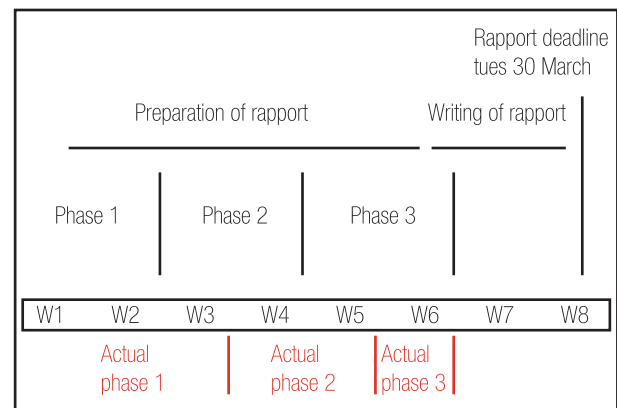 Rapport deadline
tues 30 March
Preparation of rapport
Writing of rapport
Phase 1
Phase 2
Phase 3
W1 W2 W3 W4 W5 W6 W7 W8
Actual
phase 1
Actual
phase 2
Actual
phase 3